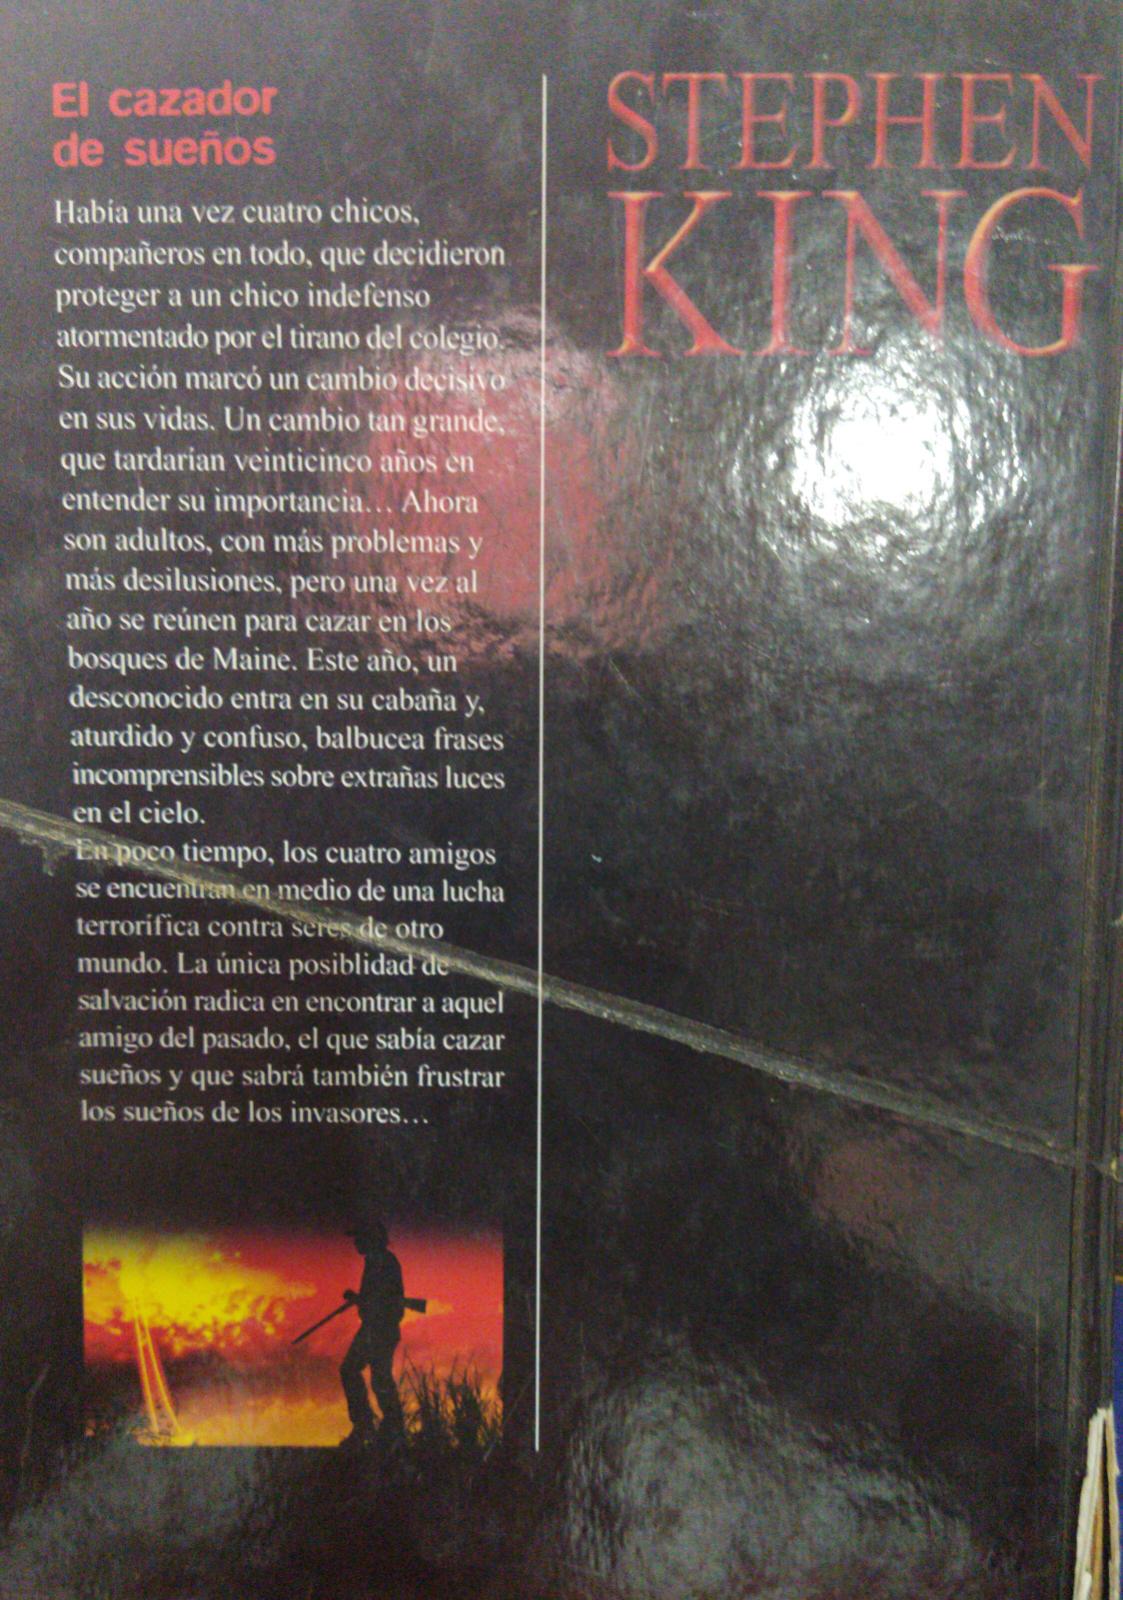 El cazador
de sueños
Había una vez cuatro chicos,
compañeros en todo, que decidieron
proteger a un chico indefenso
atormentado por el tirano del colegio.
Su acción marcó un cambio decisivo
en sus vidas. Un cambio tan grande,
que tardarían veinticinco años en
entender su importancia... Ahora
son adultos, con más problemas y
más desilusiones, pero una vez al
año se reúnen para cazar en los
bosques de Maine. Este año, un
desconocido entra en su cabaña y,
aturdido y confuso, balbucea frases
incomprensibles sobre extrañas luces
en el cielo.
En poco tiempo, los cuatro amigos
se encuentran en medio de una lucha
terrorífica contra seres de otro
mundo. La única posiblidad de
salvación radica en encontrar a aquel
amigo del pasado, el que sabía cazar
sueños y que sabrá también frustrar
los sueños de los invasores...
STEPHEN
KING